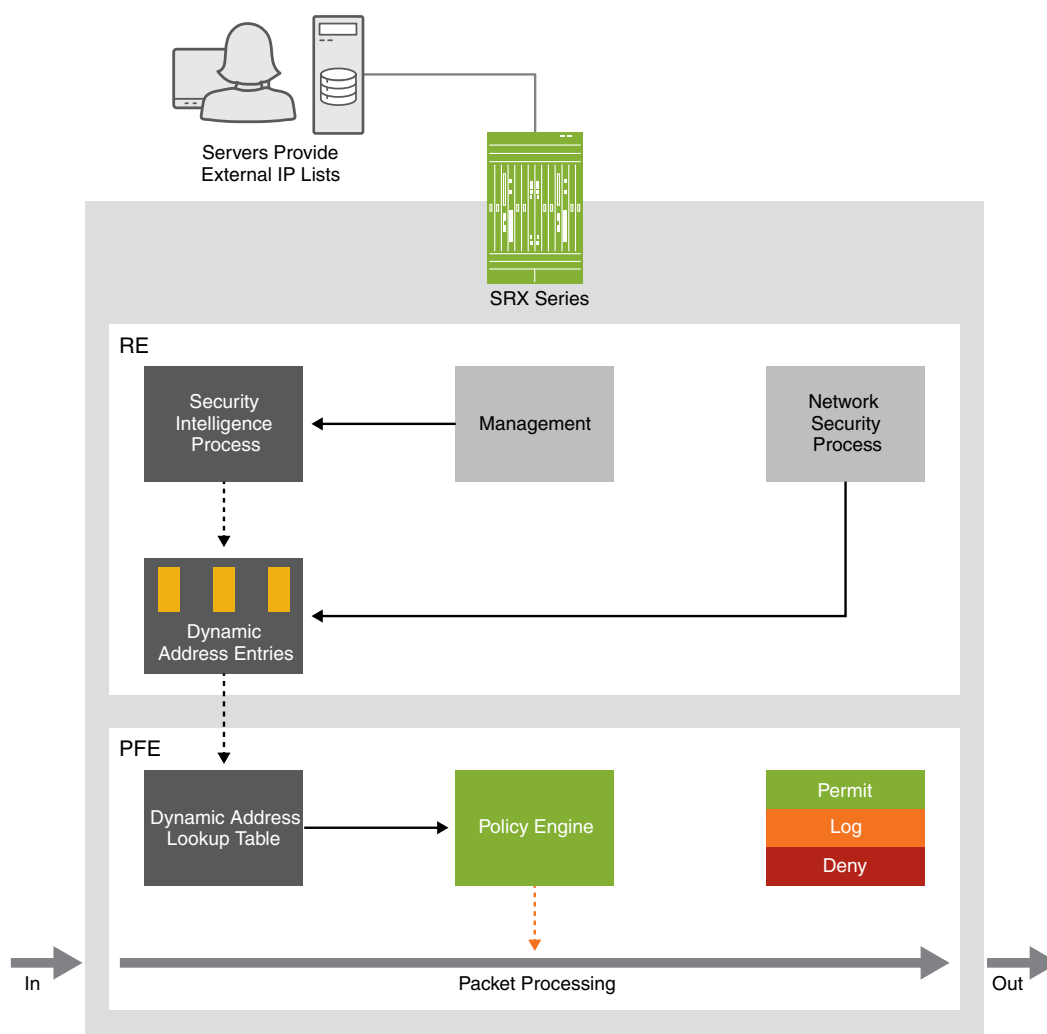 Servers Provide
External IP Lists
SRX Series
RE
Security
Intelligence
Process
Management
Network
Security
Process
Dynamic
Address Entries
PFE
Dynamic Address
Lookup Table
Policy Engine
Permit
Log
Deny
In
Packet Processing
Out